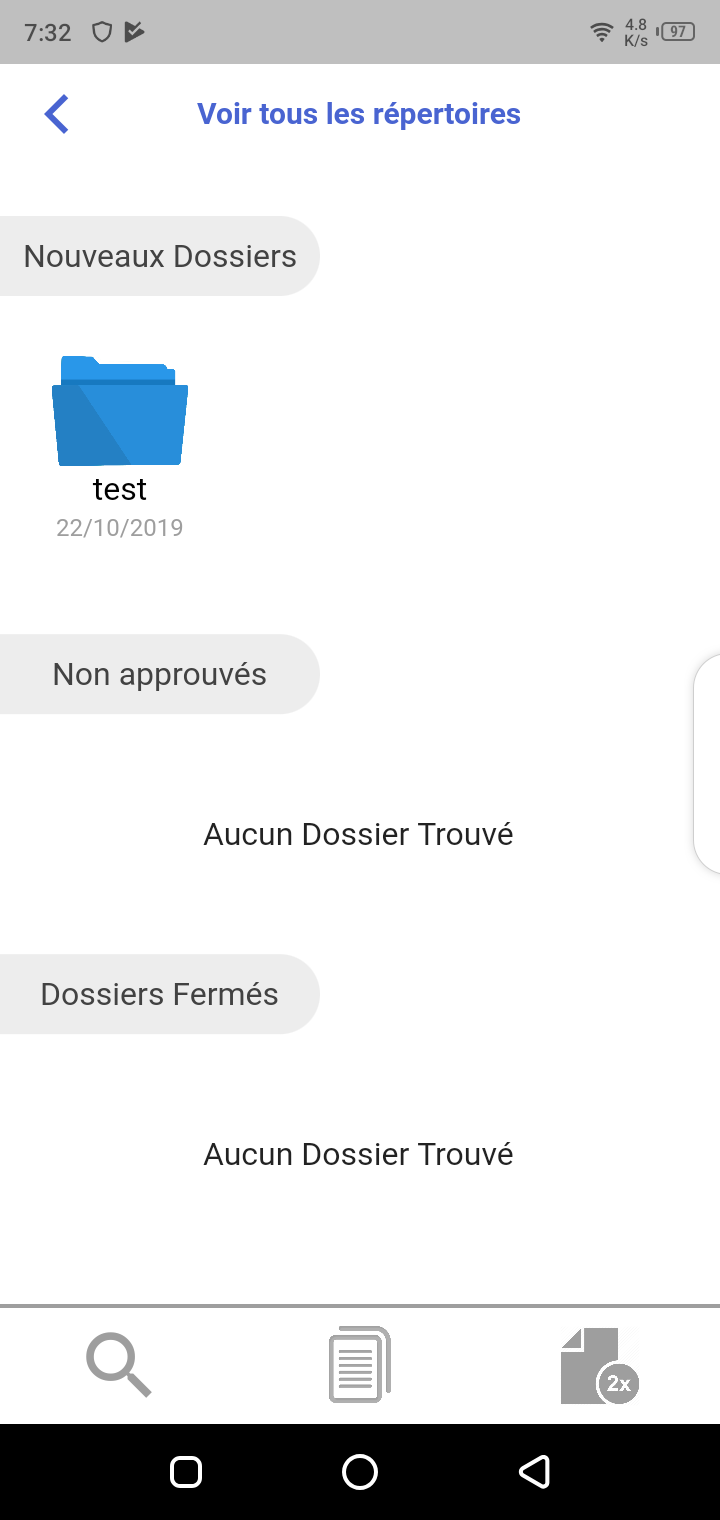 7:32
4.8
K/s
97
Voir tous les répertoires
Nouveaux Dossiers
test
22/10/2019
Non approuvés
Aucun Dossier Trouvé
Dossiers Fermés
Aucun Dossier Trouvé
2x